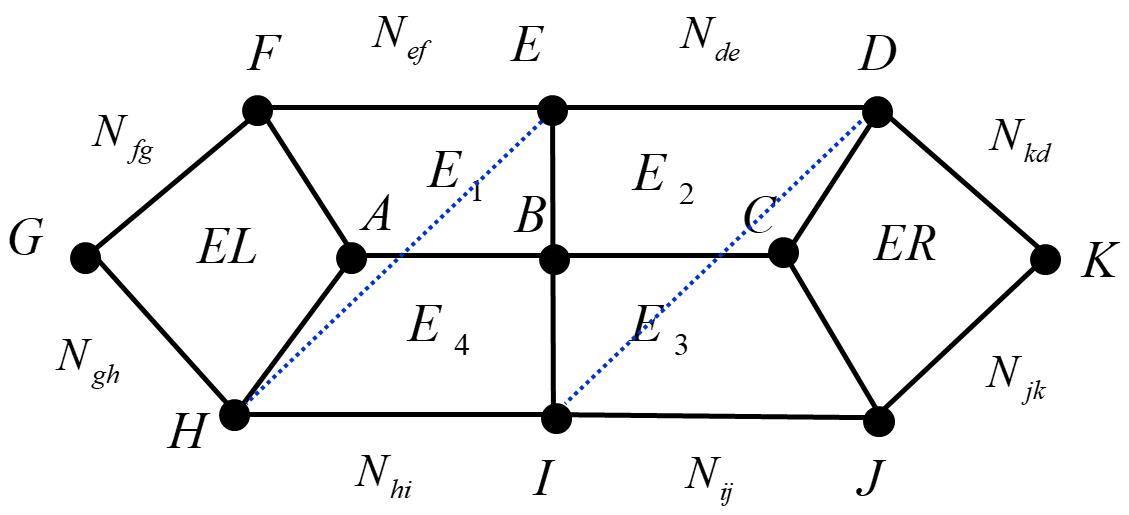 N_ef E N_de D
F
N_fg N_kd
E_1 E_2
G A B C
EL ER K
E_4 E_3
N_gh N_jk
H
N_hi I N_ij J